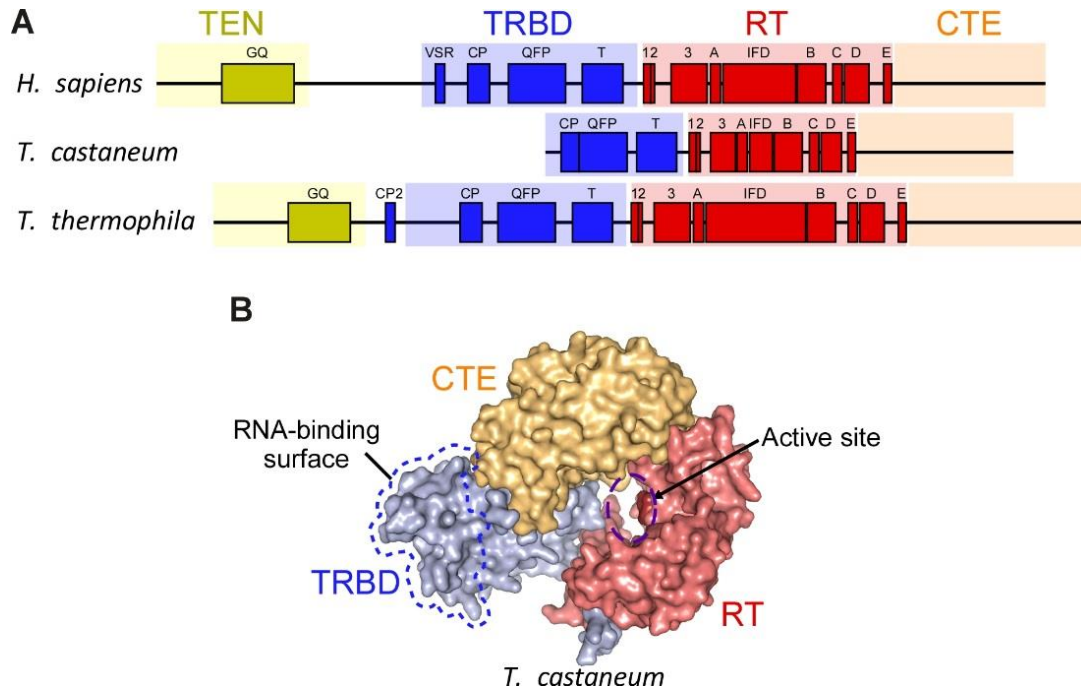 A
TEN TRBD RT CTE
GQ VSR CP QFP T 12 3 A IFD B C D E
H. sapiens
CP QFP T 12 3 A IFD B C D E
T. castaneum
GQ CP2 CP QFP T 12 3 A IFD B C D E
T. thermophila
B
CTE
RNA-binding
surface
Active site
TRBD
RT
T. castaneum